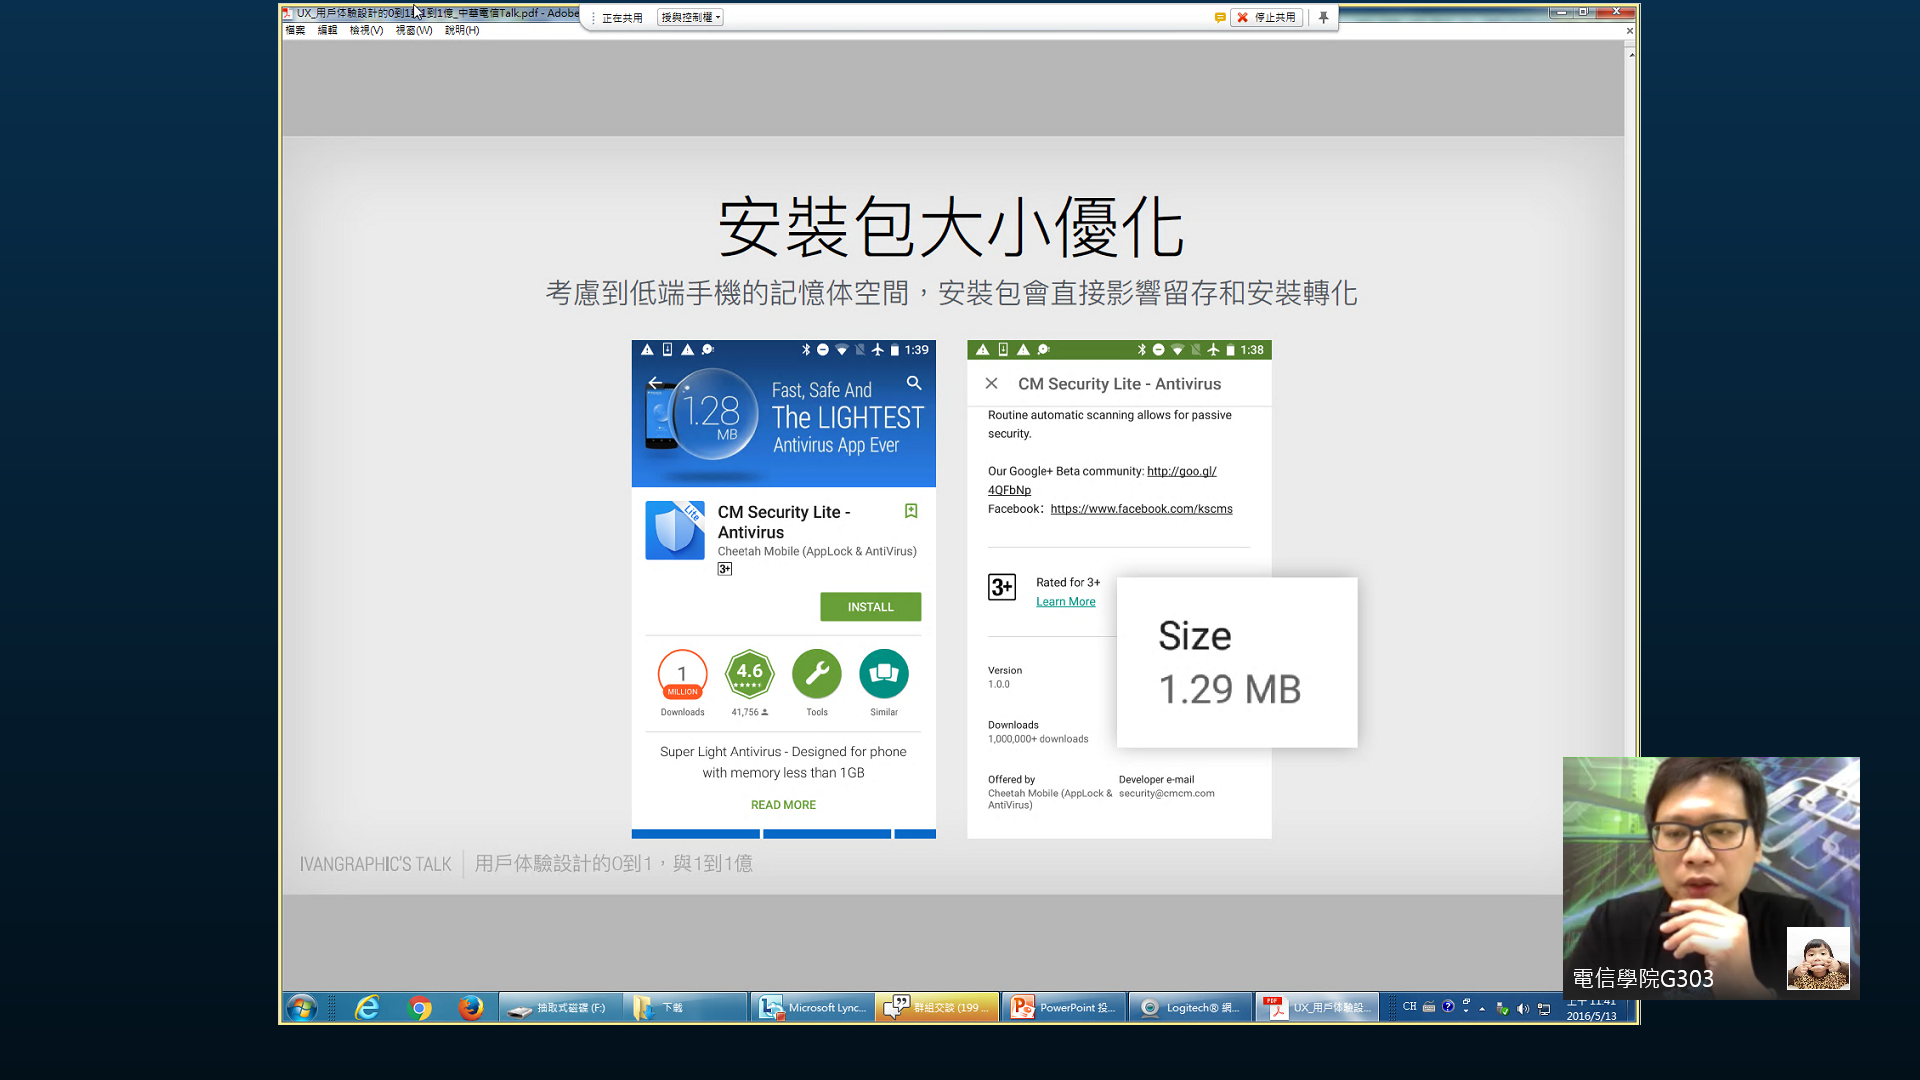 UX_用戶体驗設計的0到1與1到1億_中華電信Talk.pdf - Adobe
正在共用
授與控制權
停止共用
檔案 編輯 檢視(V) 視窗(W) 說明(H)
安裝包大小優化
考慮到低端手機的記憶体空間，安裝包會直接影響留存和安裝轉化
1:39
1.28
MB
Fast, Safe And
The LIGHTEST
Antivirus App Ever
Lite
CM Security Lite -
Antivirus
Cheetah Mobile (AppLock & AntiVirus)
3+
INSTALL
1
MILLION
4.6
Downloads
41,756
Tools
Similar
Super Light Antivirus - Designed for phone
with memory less than 1GB
READ MORE
1:38
CM Security Lite - Antivirus
Routine automatic scanning allows for passive
security.
Our Google+ Beta community: http://goo.gl/
4QFbNp
Facebook： https://www.facebook.com/kscms
3+
Rated for 3+
Learn More
Size
1.29 MB
Version
1.0.0
Downloads
1,000,000+ downloads
Offered by
Cheetah Mobile (AppLock &
AntiVirus)
Developer e-mail
security@cmcm.com
IVANGRAPHIC'S TALK
用戶体驗設計的0到1，與1到1億
電信學院G303
抽取式磁碟 (F:)
下載
Microsoft Lync...
群組交談 (199 ...
PowerPoint 投...
Logitech® 網...
UX_用戶体驗設...
CH
上午 11:41
2016/5/13